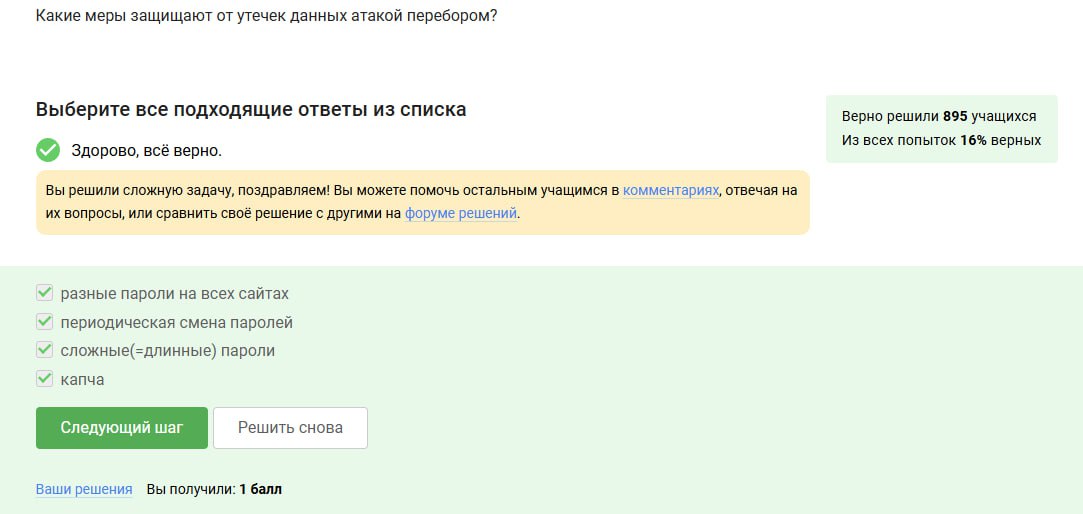 Какие меры защищают от утечек данных атакой перебором?
Выберите все подходящие ответы из списка
Верно решили 895 учащихся
Из всех попыток 16% верных
Здорово, всё верно.
Вы решили сложную задачу, поздравляем! Вы можете помочь остальным учащимся в комментариях, отвечая на
их вопросы, или сравнить своё решение с другими на форуме решений.
разные пароли на всех сайтах
периодическая смена паролей
сложные(=длинные) пароли
капча
Следующий шаг
Решить снова
Ваши решения Вы получили: 1 балл